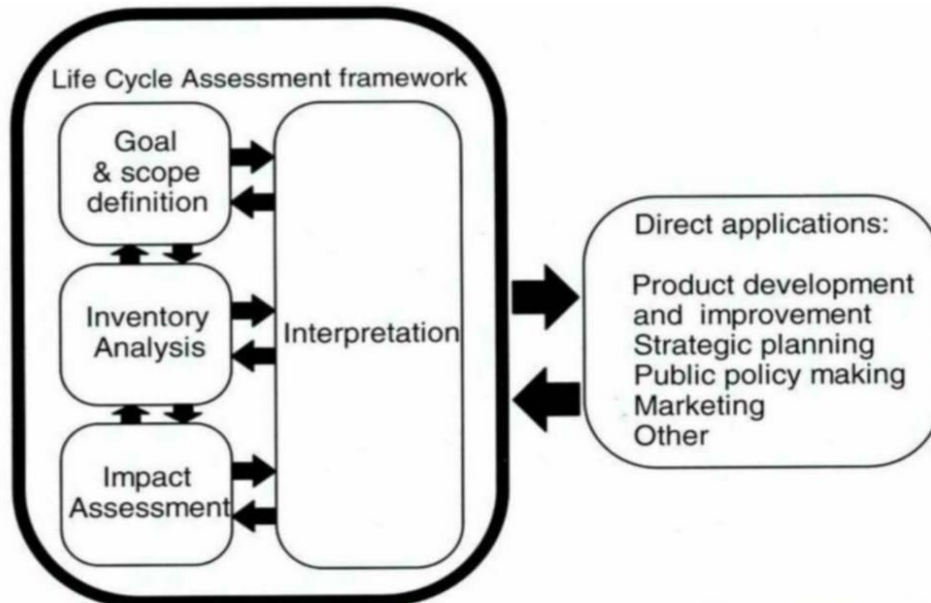 Life Cycle Assessment framework
Goal
& scope
definition
Inventory
Analysis
Impact
Assessment
Interpretation
Direct applications:
Product development
and improvement
Strategic planning
Public policy making
Marketing
Other